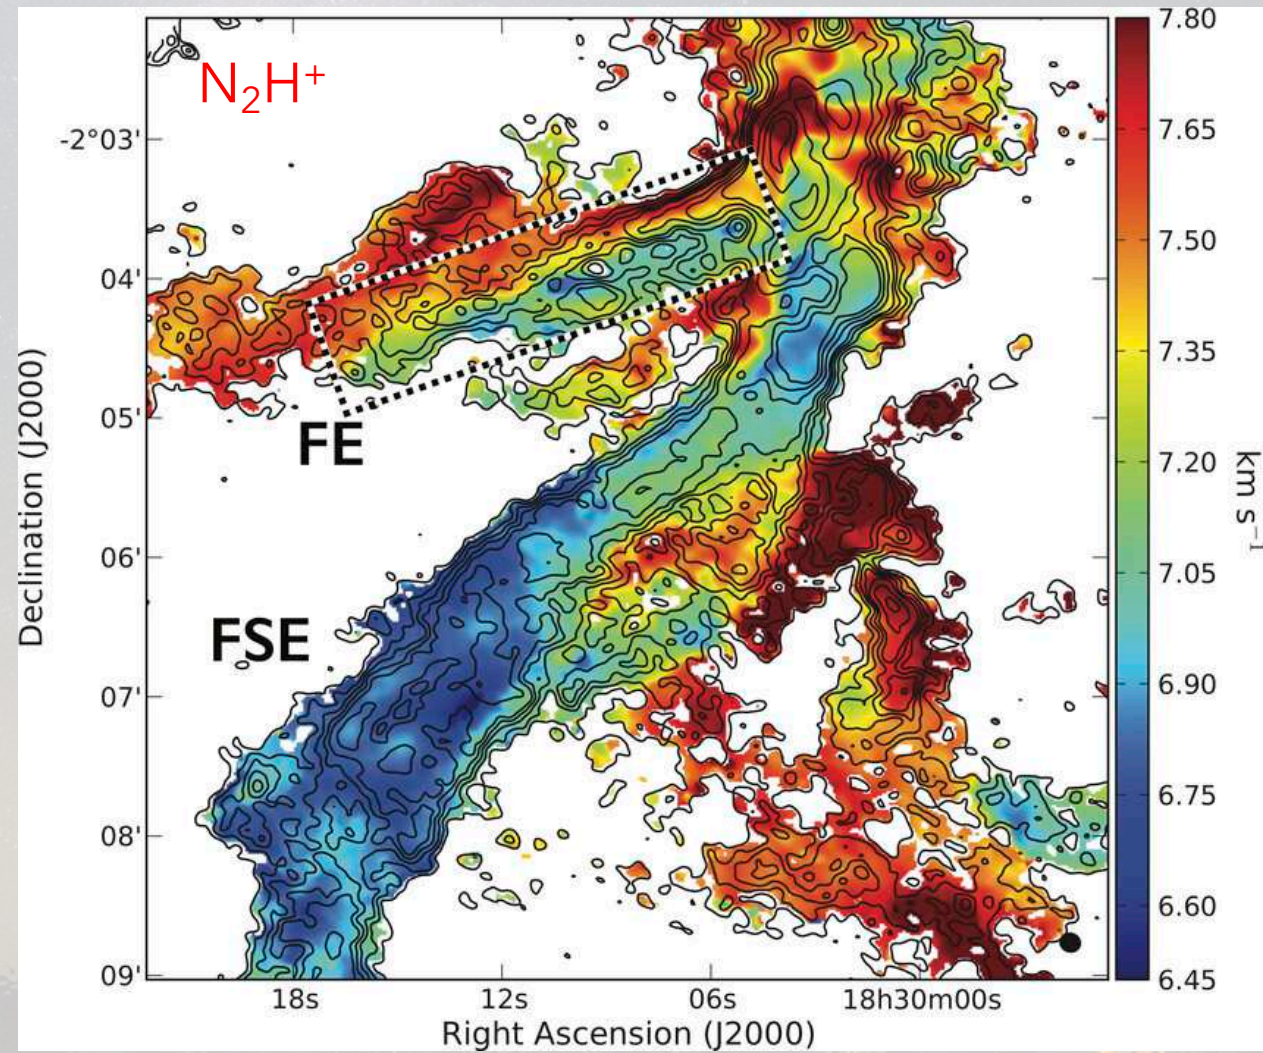 N₂H⁺
7.80
7.65
7.50
7.35
7.20
7.05
6.90
6.75
6.60
6.45
km s⁻¹
-2°03'
04'
05'
06'
07'
08'
09'
Declination (J2000)
FE
FSE
18s
12s
06s
18h30m00s
Right Ascension (J2000)